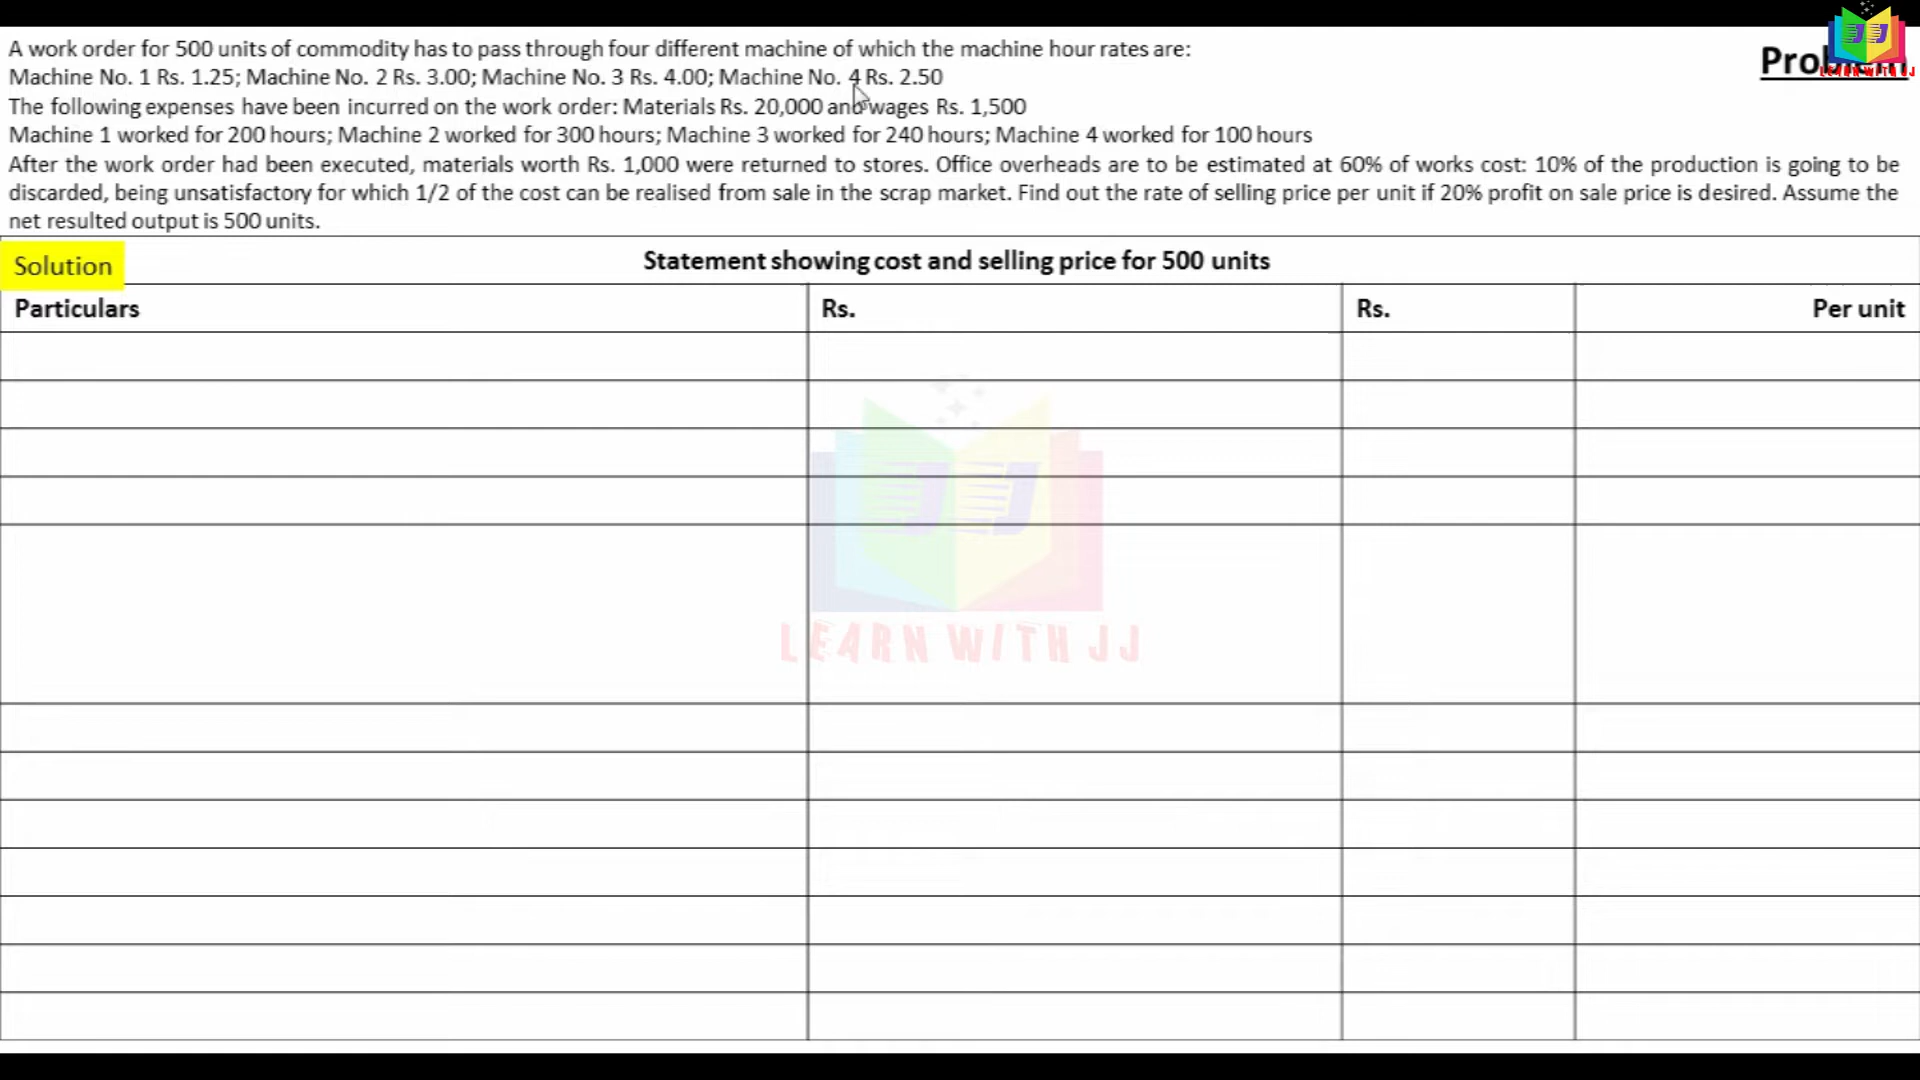 A work order for 500 units of commodity has to pass through four different machine of which the machine hour rates are:
Machine No. 1 Rs. 1.25; Machine No. 2 Rs. 3.00; Machine No. 3 Rs. 4.00; Machine No. 4 Rs. 2.50
The following expenses have been incurred on the work order: Materials Rs. 20,000 and wages Rs. 1,500
Machine 1 worked for 200 hours; Machine 2 worked for 300 hours; Machine 3 worked for 240 hours; Machine 4 worked for 100 hours
After the work order had been executed, materials worth Rs. 1,000 were returned to stores. Office overheads are to be estimated at 60% of works cost: 10% of the production is going to be
discarded, being unsatisfactory for which 1/2 of the cost can be realised from sale in the scrap market. Find out the rate of selling price per unit if 20% profit on sale price is desired. Assume the
net resulted output is 500 units.
Problem
JJ
LEARN WITH JJ
Solution
Statement showing cost and selling price for 500 units
Particulars Rs. Rs. Per unit
JJ
LEARN WITH JJ